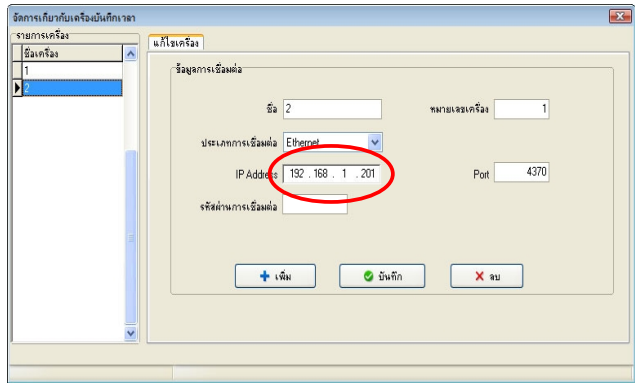 จัดการเกี่ยวกับเครื่องบันทึกเวลา
รายการเครื่อง
ชื่อเครื่อง
1
2
แก้ไขเครื่อง
ข้อมูลการเชื่อมต่อ
ชื่อ 2 หมายเลขเครื่อง 1
ประเภทการเชื่อมต่อ Ethernet
IP Address 192 . 168 . 1 . 201 Port 4370
รหัสผ่านการเชื่อมต่อ
เพิ่ม บันทึก ลบ